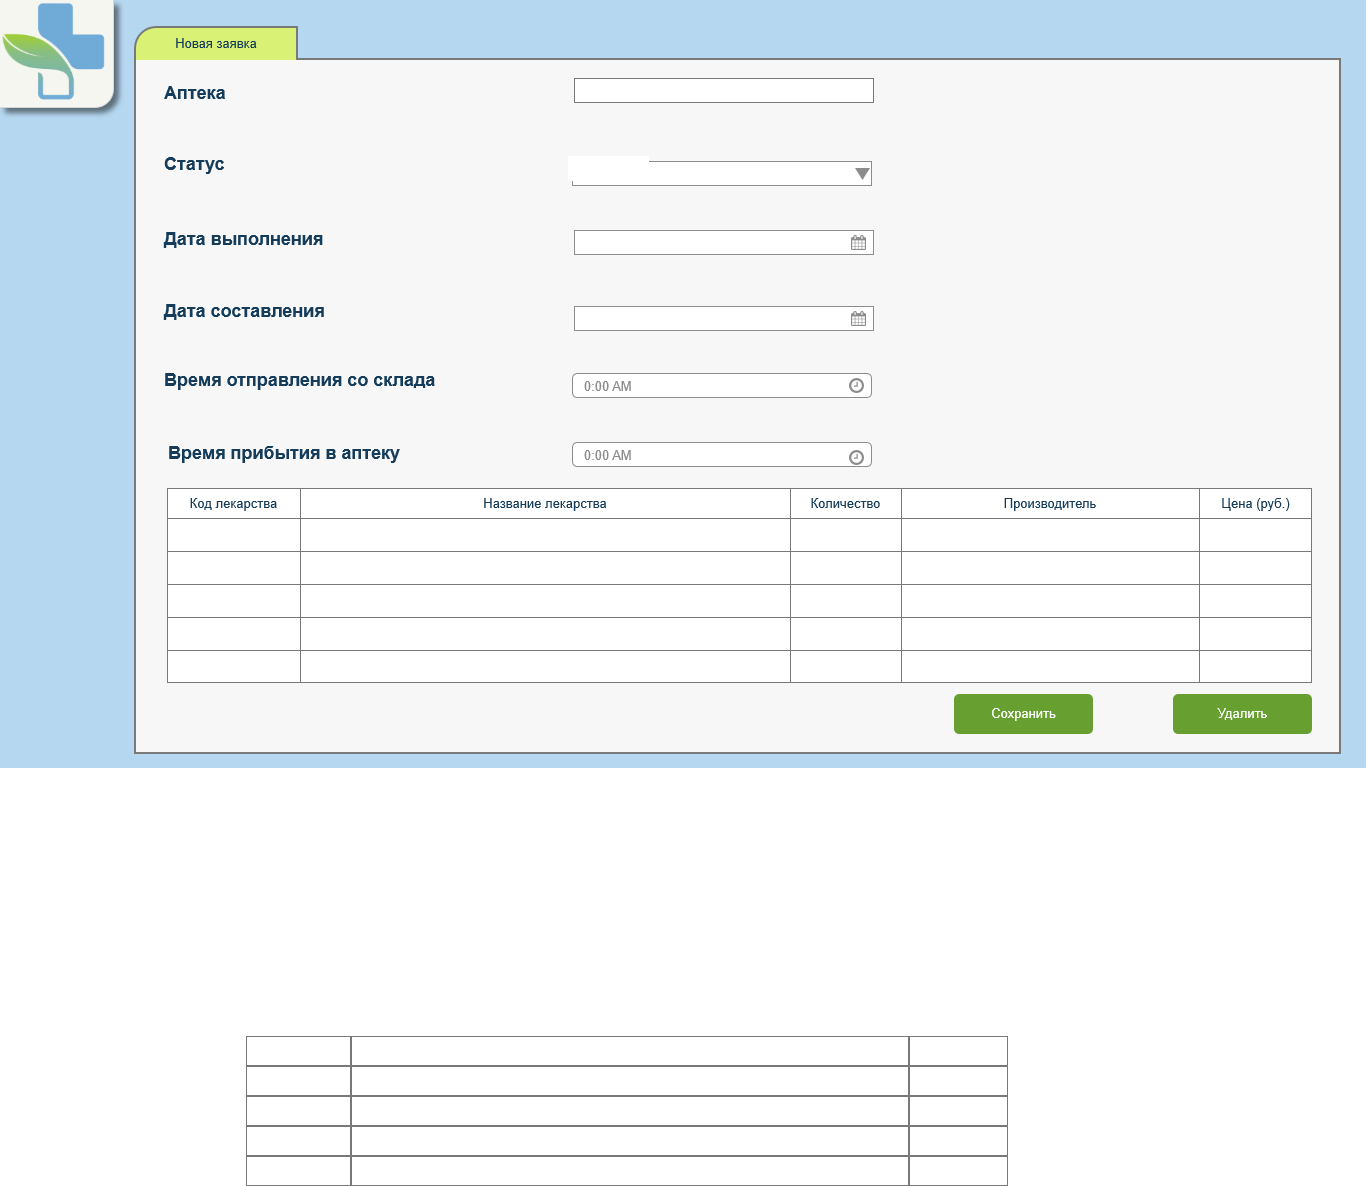 Новая заявка
Аптека
Статус
Дата выполнения
Дата составления
Время отправления со склада
0:00 AM
Время прибытия в аптеку
0:00 AM
Код лекарства Название лекарства Количество Производитель Цена (руб.)
Сохранить Удалить